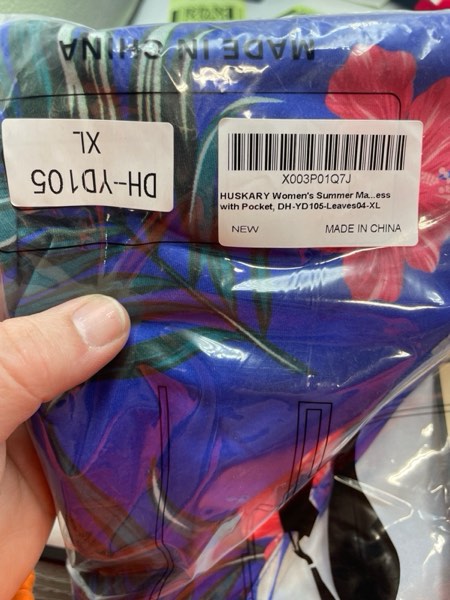 MADE IN CHINA
XL
DH-YD105
X003P01Q7J
HUSKARY Women's Summer Ma...ess
with Pocket, DH-YD105-Leaves04-XL
NEW MADE IN CHINA